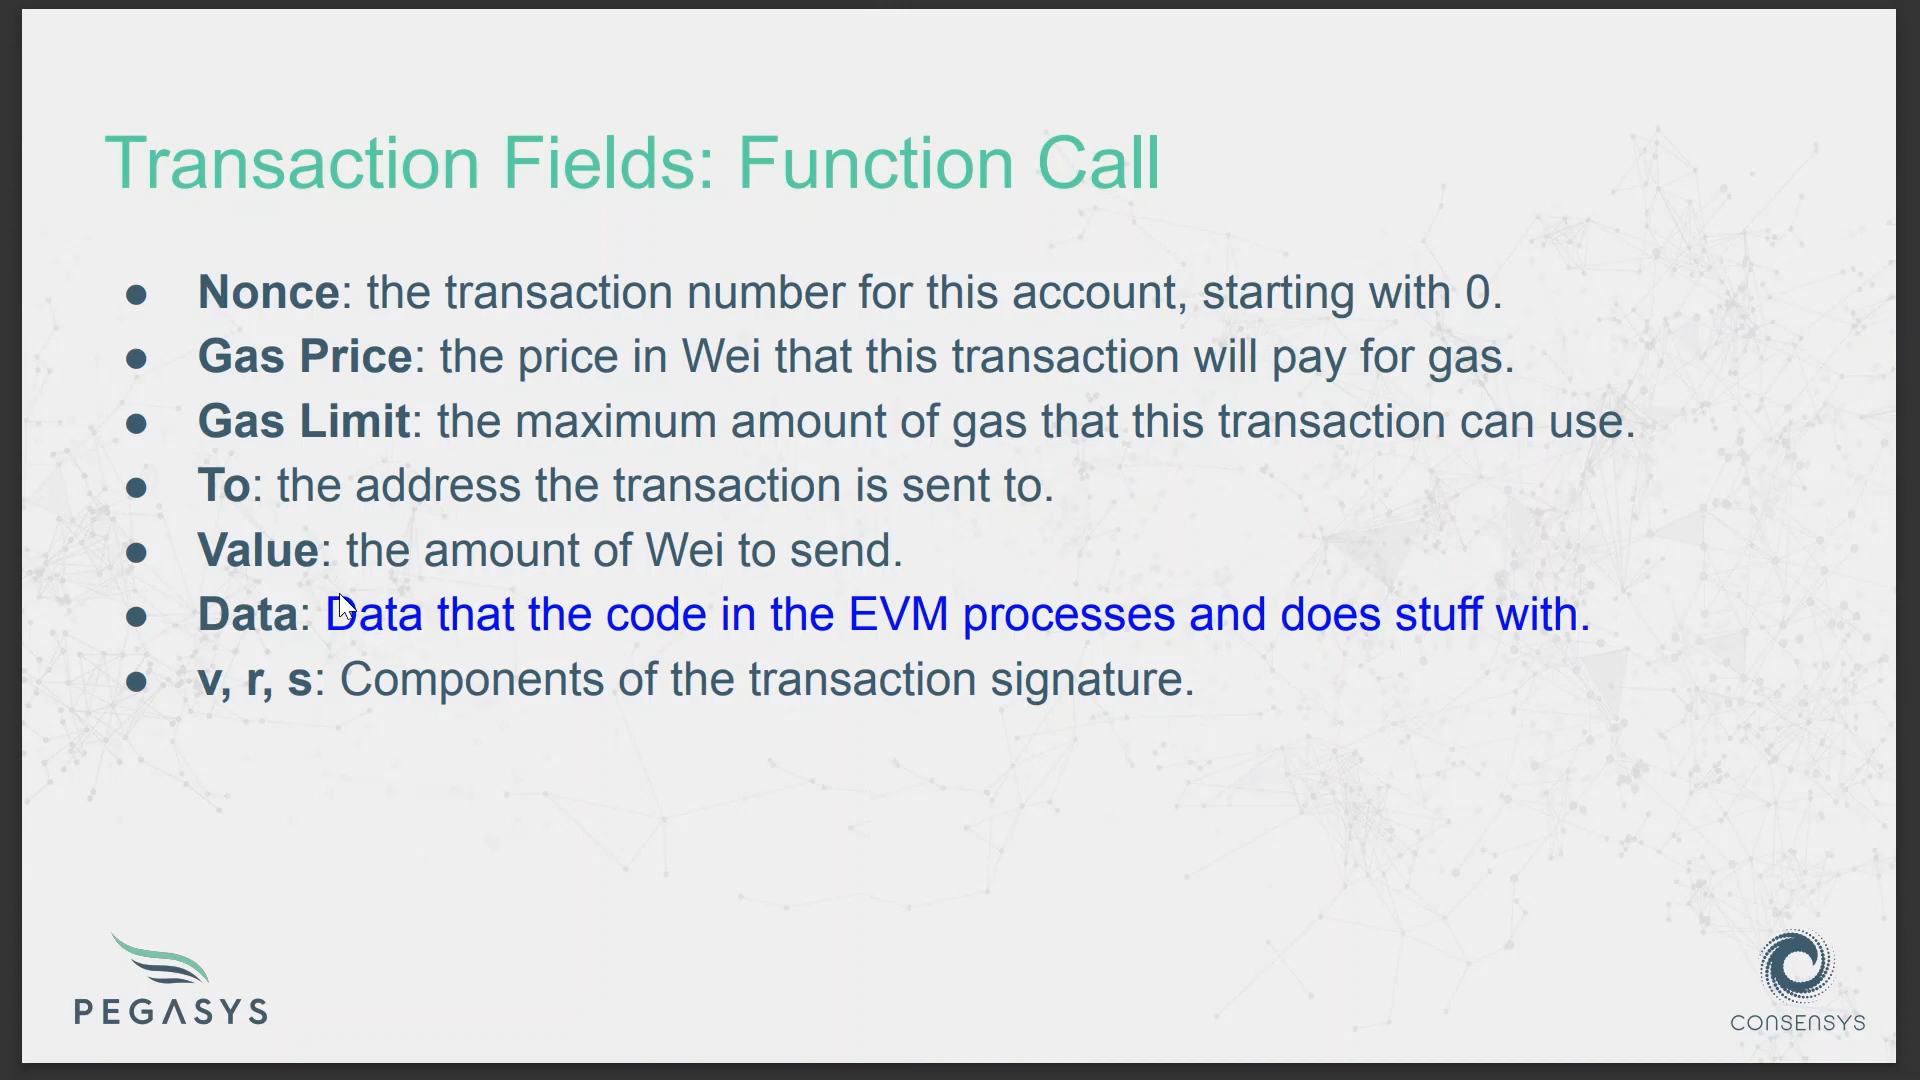 Transaction Fields: Function Call
● Nonce: the transaction number for this account, starting with 0.
● Gas Price: the price in Wei that this transaction will pay for gas.
● Gas Limit: the maximum amount of gas that this transaction can use.
● To: the address the transaction is sent to.
● Value: the amount of Wei to send.
● Data: Data that the code in the EVM processes and does stuff with.
● v, r, s: Components of the transaction signature.
PEGASYS
CONSENSYS